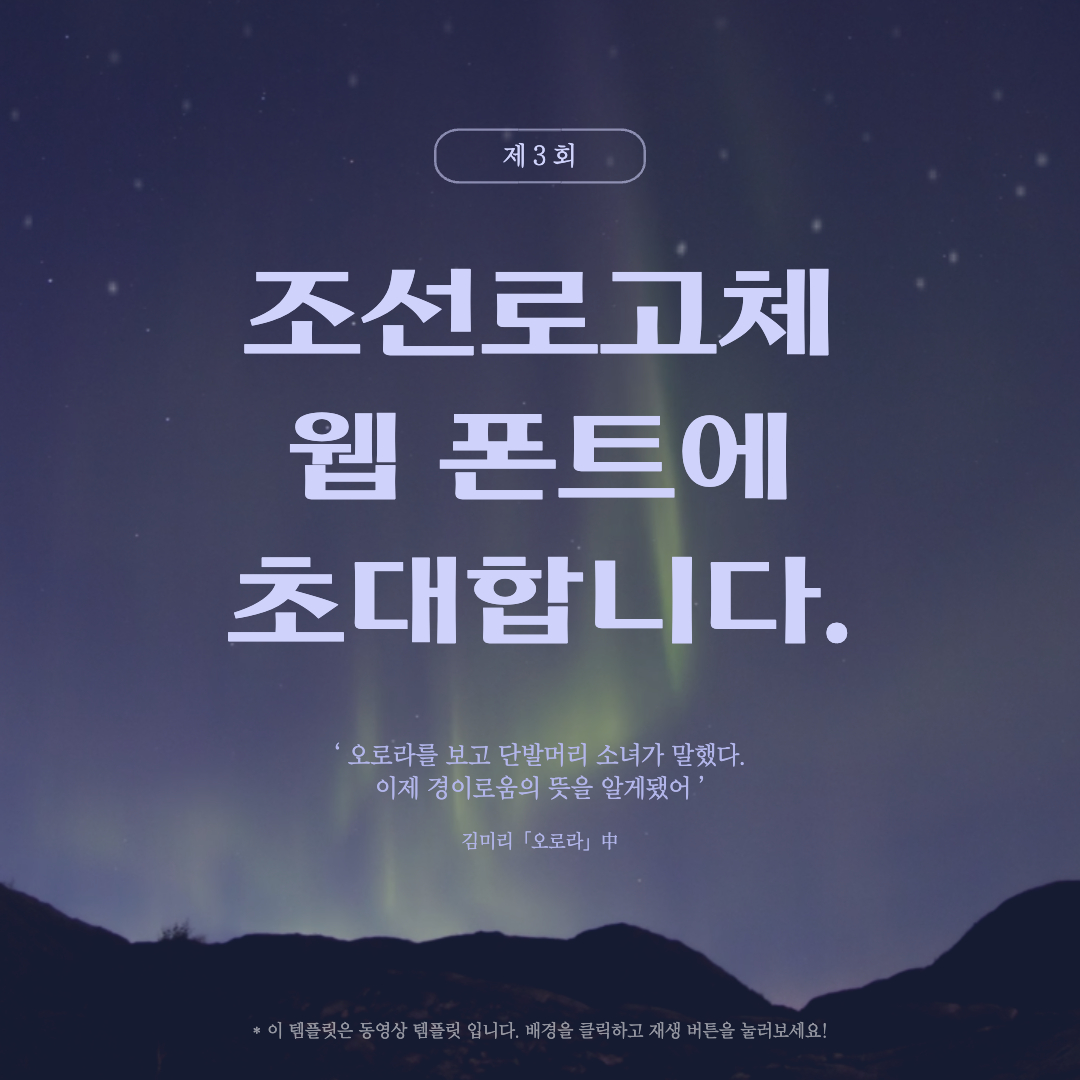 제3회
조선로고체
웹 폰트에
초대합니다.
‘ 오로라를 보고 단발머리 소녀가 말했다.
이제 경이로움의 뜻을 알게됐어 ’
김미리「오로라」中
* 이 템플릿은 동영상 템플릿 입니다. 배경을 클릭하고 재생 버튼을 눌러보세요!